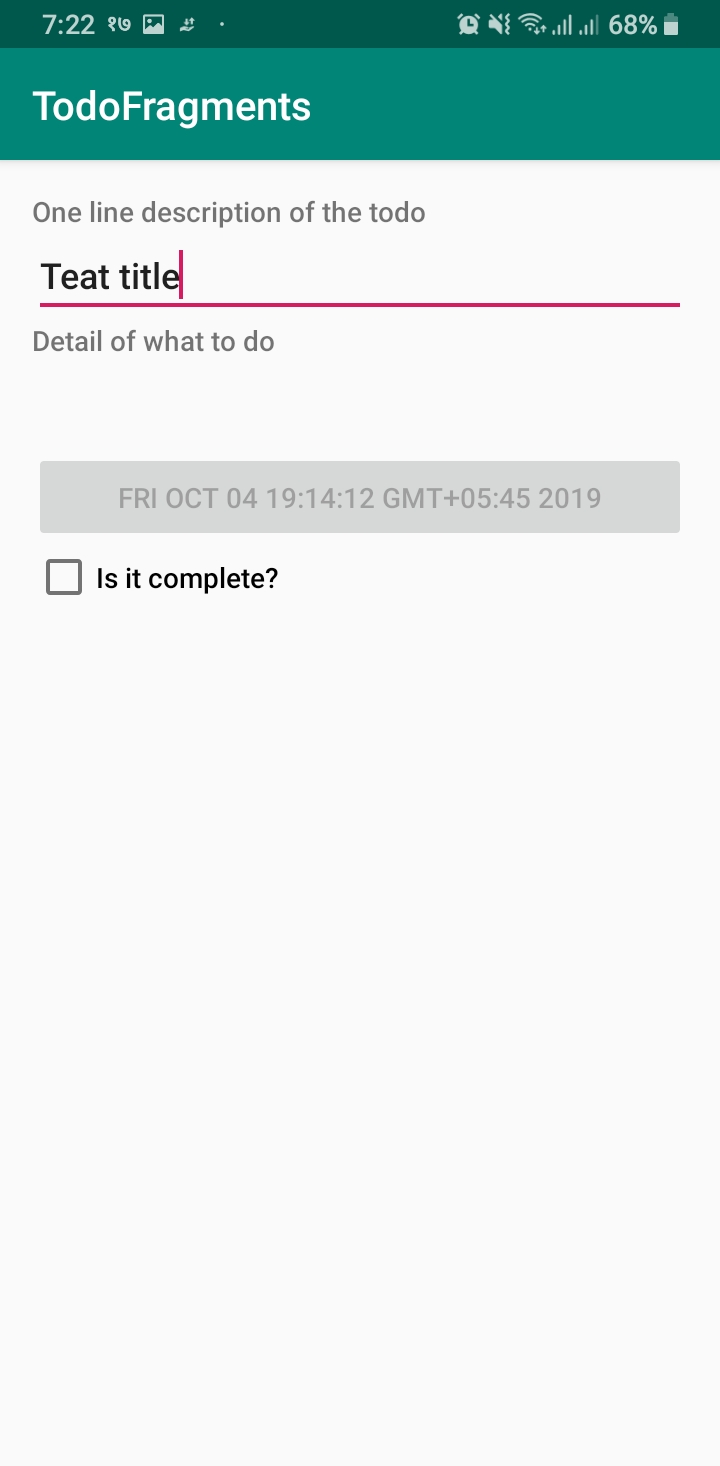 7:22 १७ 68%
TodoFragments
One line description of the todo
Teat title
Detail of what to do
FRI OCT 04 19:14:12 GMT+05:45 2019
Is it complete?